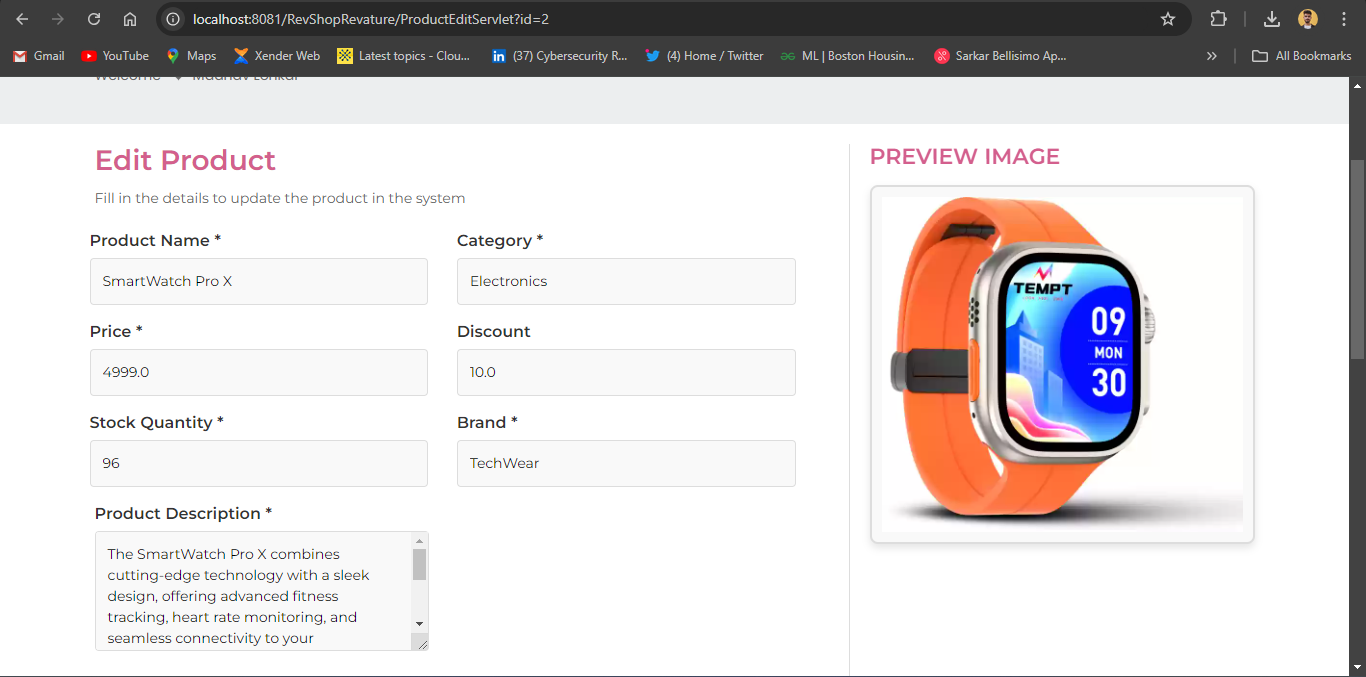 localhost:8081/RevShopRevature/ProductEditServlet?id=2
Gmail
YouTube
Maps
Xender Web
Latest topics - Clou...
(37) Cybersecurity R...
(4) Home / Twitter
ML | Boston Housin...
Sarkar Bellisimo Ap...
All Bookmarks
Edit Product
Fill in the details to update the product in the system
Product Name *
Category *
SmartWatch Pro X
Electronics
Price *
Discount
4999.0
10.0
Stock Quantity *
Brand *
96
TechWear
Product Description *
The SmartWatch Pro X combines
cutting-edge technology with a sleek
design, offering advanced fitness
tracking, heart rate monitoring, and
seamless connectivity to your
PREVIEW IMAGE
TEMPT
09
MON
30